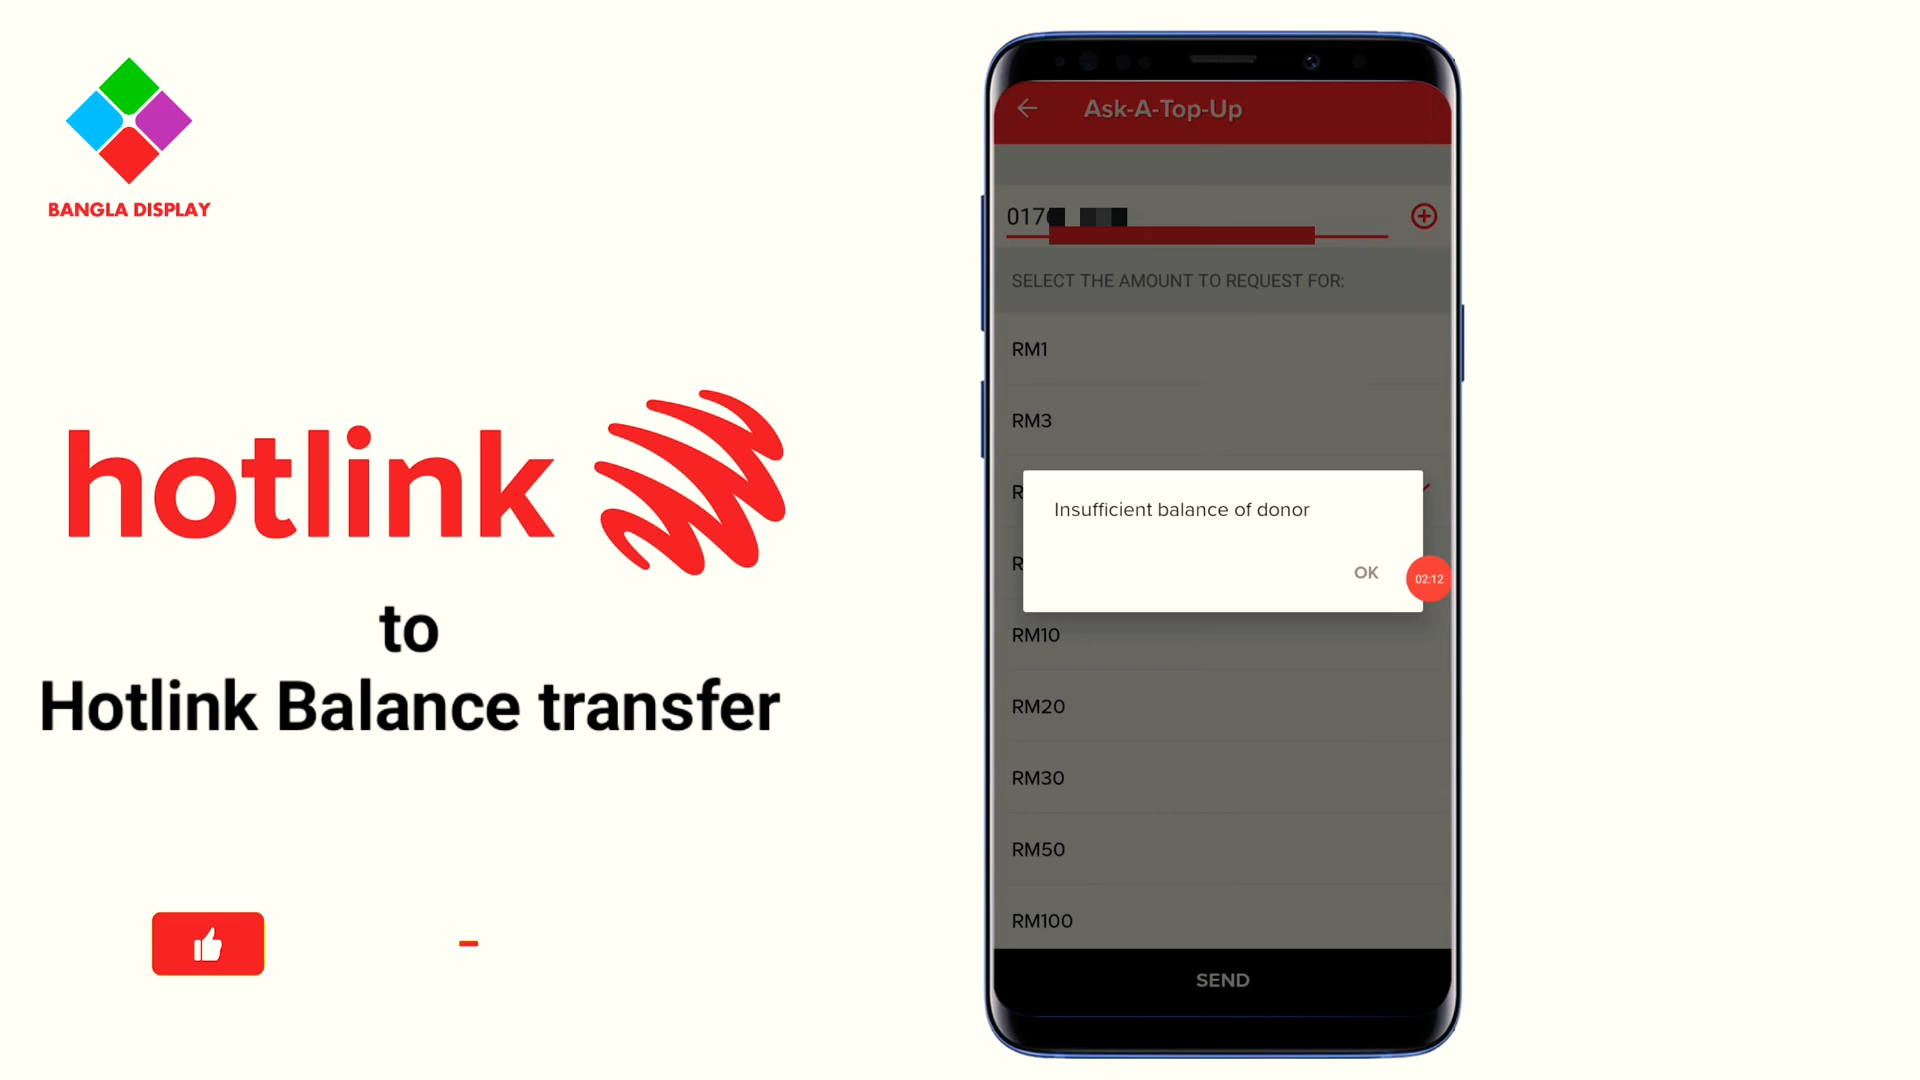 BANGLA DISPLAY
hotlink
to
Hotlink Balance transfer
Ask-A-Top-Up
017
SELECT THE AMOUNT TO REQUEST FOR:
RM1
RM3
R
Insufficient balance of donor
R
OK
02:12
RM10
RM20
RM30
RM50
RM100
SEND